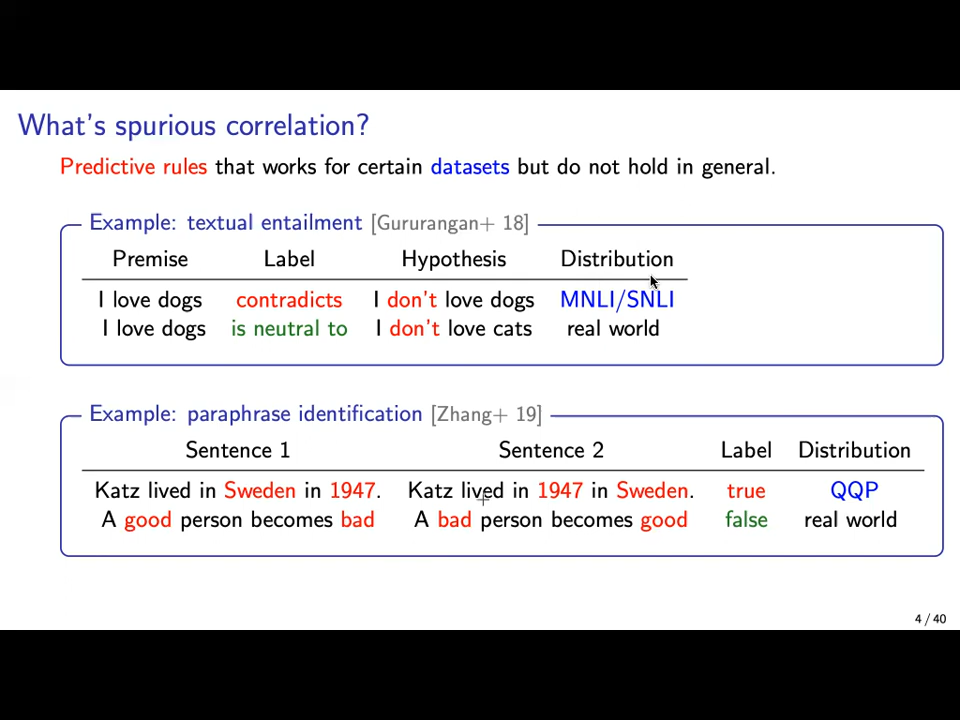 What's spurious correlation?
Predictive rules that works for certain datasets but do not hold in general.
Example: textual entailment [Gururangan+ 18]
Premise Label Hypothesis Distribution
I love dogs contradicts I don't love dogs MNLI/SNLI
I love dogs is neutral to I don't love cats real world
Example: paraphrase identification [Zhang+ 19]
Sentence 1 Sentence 2 Label Distribution
Katz lived in Sweden in 1947. Katz lived in 1947 in Sweden. true QQP
A good person becomes bad A bad person becomes good false real world
4 / 40